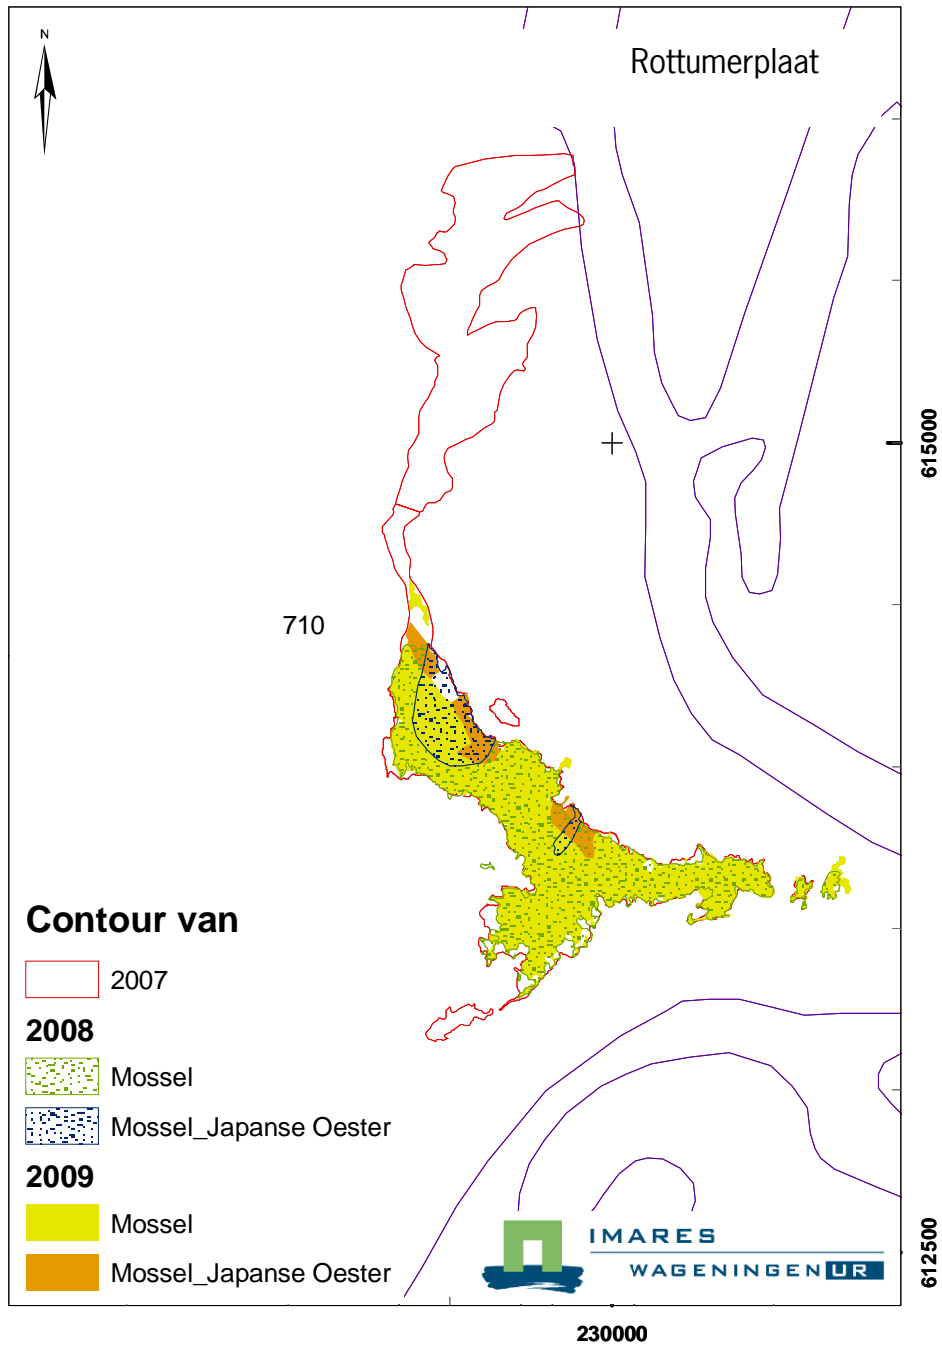 N
Rottumerplaat
615000
710
Contour van
2007
2008
Mossel
Mossel_Japanse Oester
2009
Mossel
Mossel_Japanse Oester
IMARES
WAGENINGEN UR
612500
230000